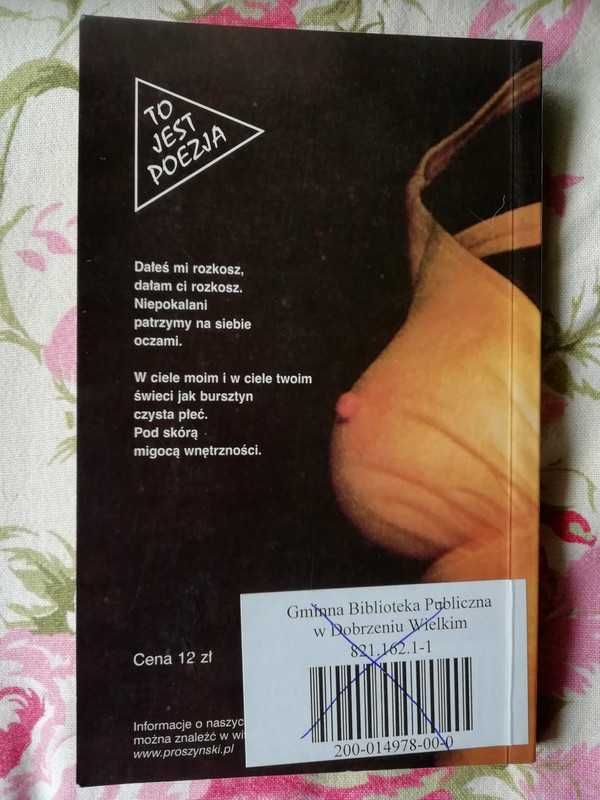 TO
JEST
POEZJA
Dałeś mi rozkosz,
dałam ci rozkosz.
Niepokalani
patrzymy na siebie
oczami.
W ciele moim i w ciele twoim
świeci jak bursztyn
czysta płeć.
Pod skórą
migocą wnętrzności.
Cena 12 zł
Informacje o naszyc
można znaleźć w wi
www.proszynski.pl
Gminna Biblioteka Publiczna
w Dobrzeniu Wielkim
821.162.1-1
200-014978-00-0